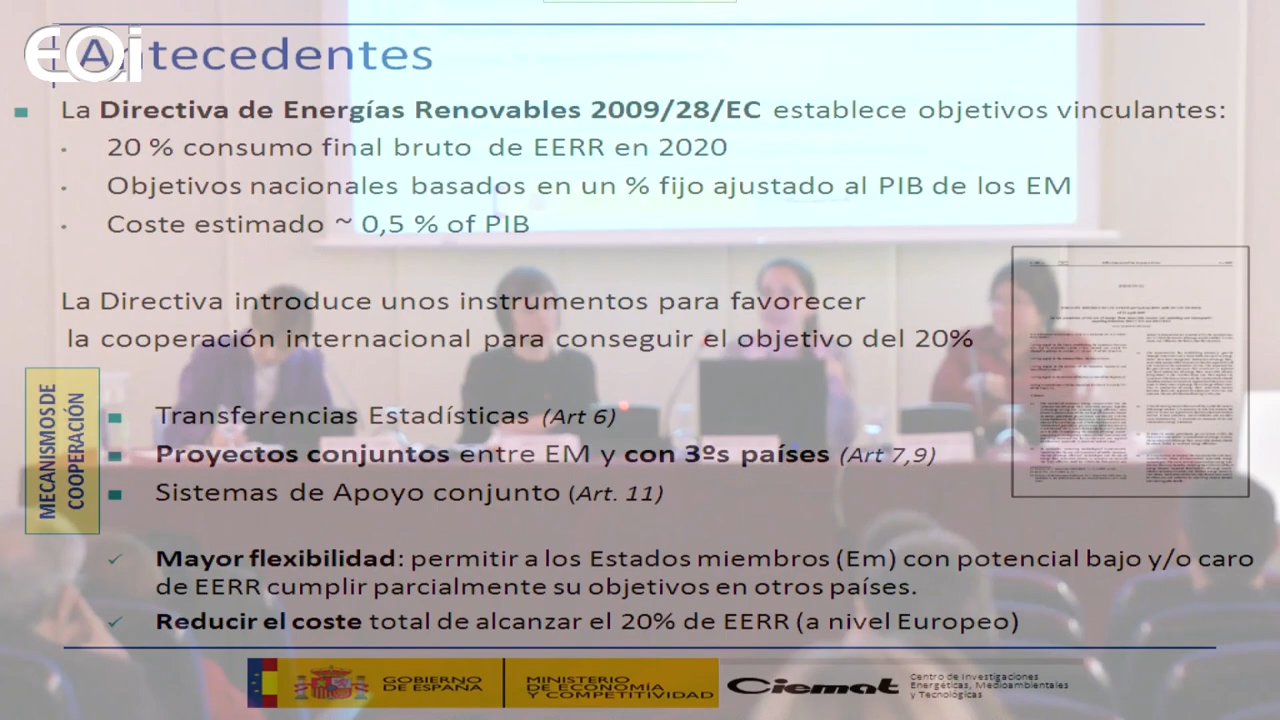 EOi
Antecedentes
La Directiva de Energías Renovables 2009/28/EC establece objetivos vinculantes:
20 % consumo final bruto de EERR en 2020
Objetivos nacionales basados en un % fijo ajustado al PIB de los EM
Coste estimado ~ 0,5 % of PIB
La Directiva introduce unos instrumentos para favorecer
la cooperación internacional para conseguir el objetivo del 20%
MECANISMOS DE
COOPERACIÓN
Transferencias Estadísticas (Art 6)
Proyectos conjuntos entre EM y con 3ºs países (Art 7,9)
Sistemas de Apoyo conjunto (Art. 11)
Mayor flexibilidad: permitir a los Estados miembros (Em) con potencial bajo y/o caro
de EERR cumplir parcialmente su objetivos en otros países.
Reducir el coste total de alcanzar el 20% de EERR (a nivel Europeo)
GOBIERNO
DE ESPAÑA
MINISTERIO
DE ECONOMÍA
Y COMPETITIVIDAD
Ciemat
Centro de Investigaciones
Energéticas, Medioambientales
y Tecnológicas